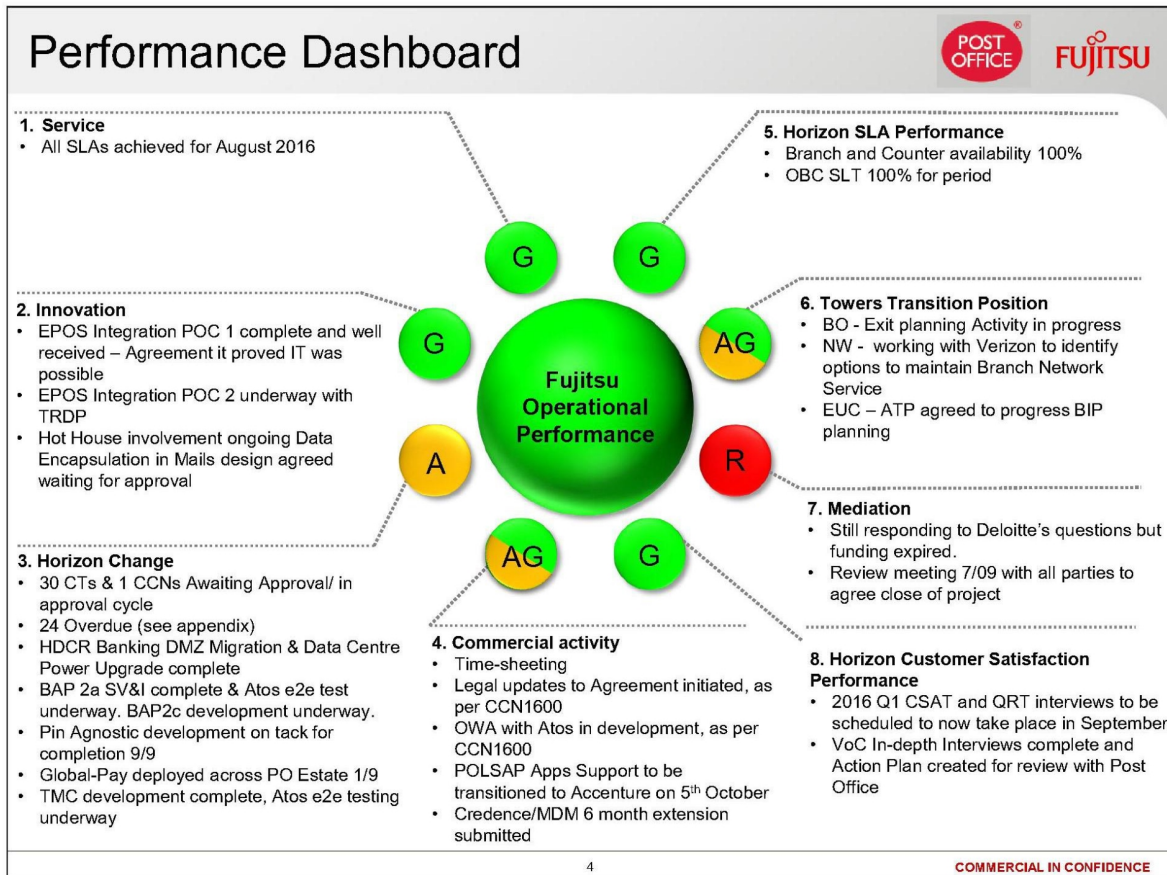 Performance Dashboard
POST
OFFICE
®
FUJITSU
1. Service
• All SLAs achieved for August 2016
2. Innovation
• EPOS Integration POC 1 complete and well
received – Agreement it proved IT was
possible
• EPOS Integration POC 2 underway with
TRDP
• Hot House involvement ongoing Data
Encapsulation in Mails design agreed
waiting for approval
3. Horizon Change
• 30 CTs & 1 CCNs Awaiting Approval/ in
approval cycle
• 24 Overdue (see appendix)
• HDCR Banking DMZ Migration & Data Centre
Power Upgrade complete
• BAP 2a SV&I complete & Atos e2e test
underway. BAP2c development underway.
• Pin Agnostic development on tack for
completion 9/9
• Global-Pay deployed across PO Estate 1/9
• TMC development complete, Atos e2e testing
underway
G
G
G
AG
Fujitsu
Operational
Performance
A
R
AG
G
4. Commercial activity
• Time-sheeting
• Legal updates to Agreement initiated, as
per CCN1600
• OWA with Atos in development, as per
CCN1600
• POLSAP Apps Support to be
transitioned to Accenture on 5th October
• Credence/MDM 6 month extension
submitted
5. Horizon SLA Performance
• Branch and Counter availability 100%
• OBC SLT 100% for period
6. Towers Transition Position
• BO - Exit planning Activity in progress
• NW - working with Verizon to identify
options to maintain Branch Network
Service
• EUC – ATP agreed to progress BIP
planning
7. Mediation
• Still responding to Deloitte's questions but
funding expired.
• Review meeting 7/09 with all parties to
agree close of project
8. Horizon Customer Satisfaction
Performance
• 2016 Q1 CSAT and QRT interviews to be
scheduled to now take place in September
• VoC In-depth Interviews complete and
Action Plan created for review with Post
Office
4
COMMERCIAL IN CONFIDENCE